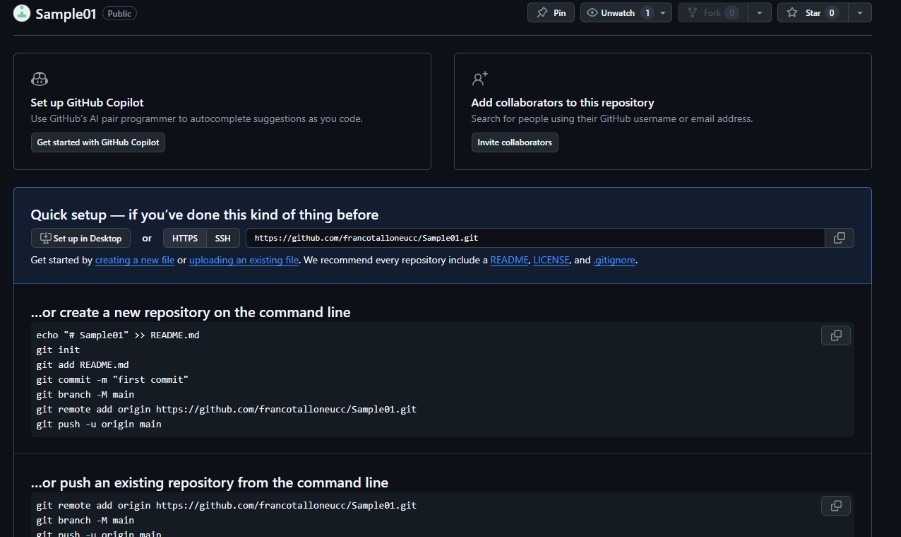 Sample01 Public Pin Unwatch 1 Fork 0 Star 0
Set up GitHub Copilot
Use GitHub's AI pair programmer to autocomplete suggestions as you code.
Get started with GitHub Copilot
Add collaborators to this repository
Search for people using their GitHub username or email address.
Invite collaborators
Quick setup — if you've done this kind of thing before
Set up in Desktop or HTTPS SSH https://github.com/francotalloneucc/Sample01.git
Get started by creating a new file or uploading an existing file. We recommend every repository include a README, LICENSE, and .gitignore.
...or create a new repository on the command line
echo "# Sample01" >> README.md
git init
git add README.md
git commit -m "first commit"
git branch -M main
git remote add origin https://github.com/francotalloneucc/Sample01.git
git push -u origin main
...or push an existing repository from the command line
git remote add origin https://github.com/francotalloneucc/Sample01.git
git branch -M main
git push -u origin main